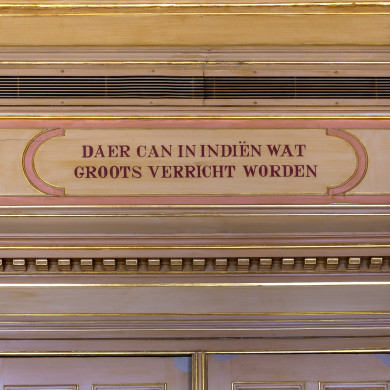 DAER CAN IN INDIËN WAT
GROOTS VERRICHT WORDEN